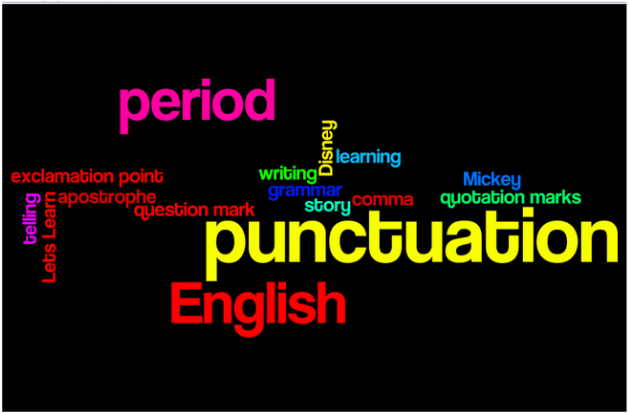 period
Disney
learning
exclamation point
writing
Mickey
grammar
telling
Lets Learn
apostrophe
question mark
story
comma
quotation marks
punctuation
English